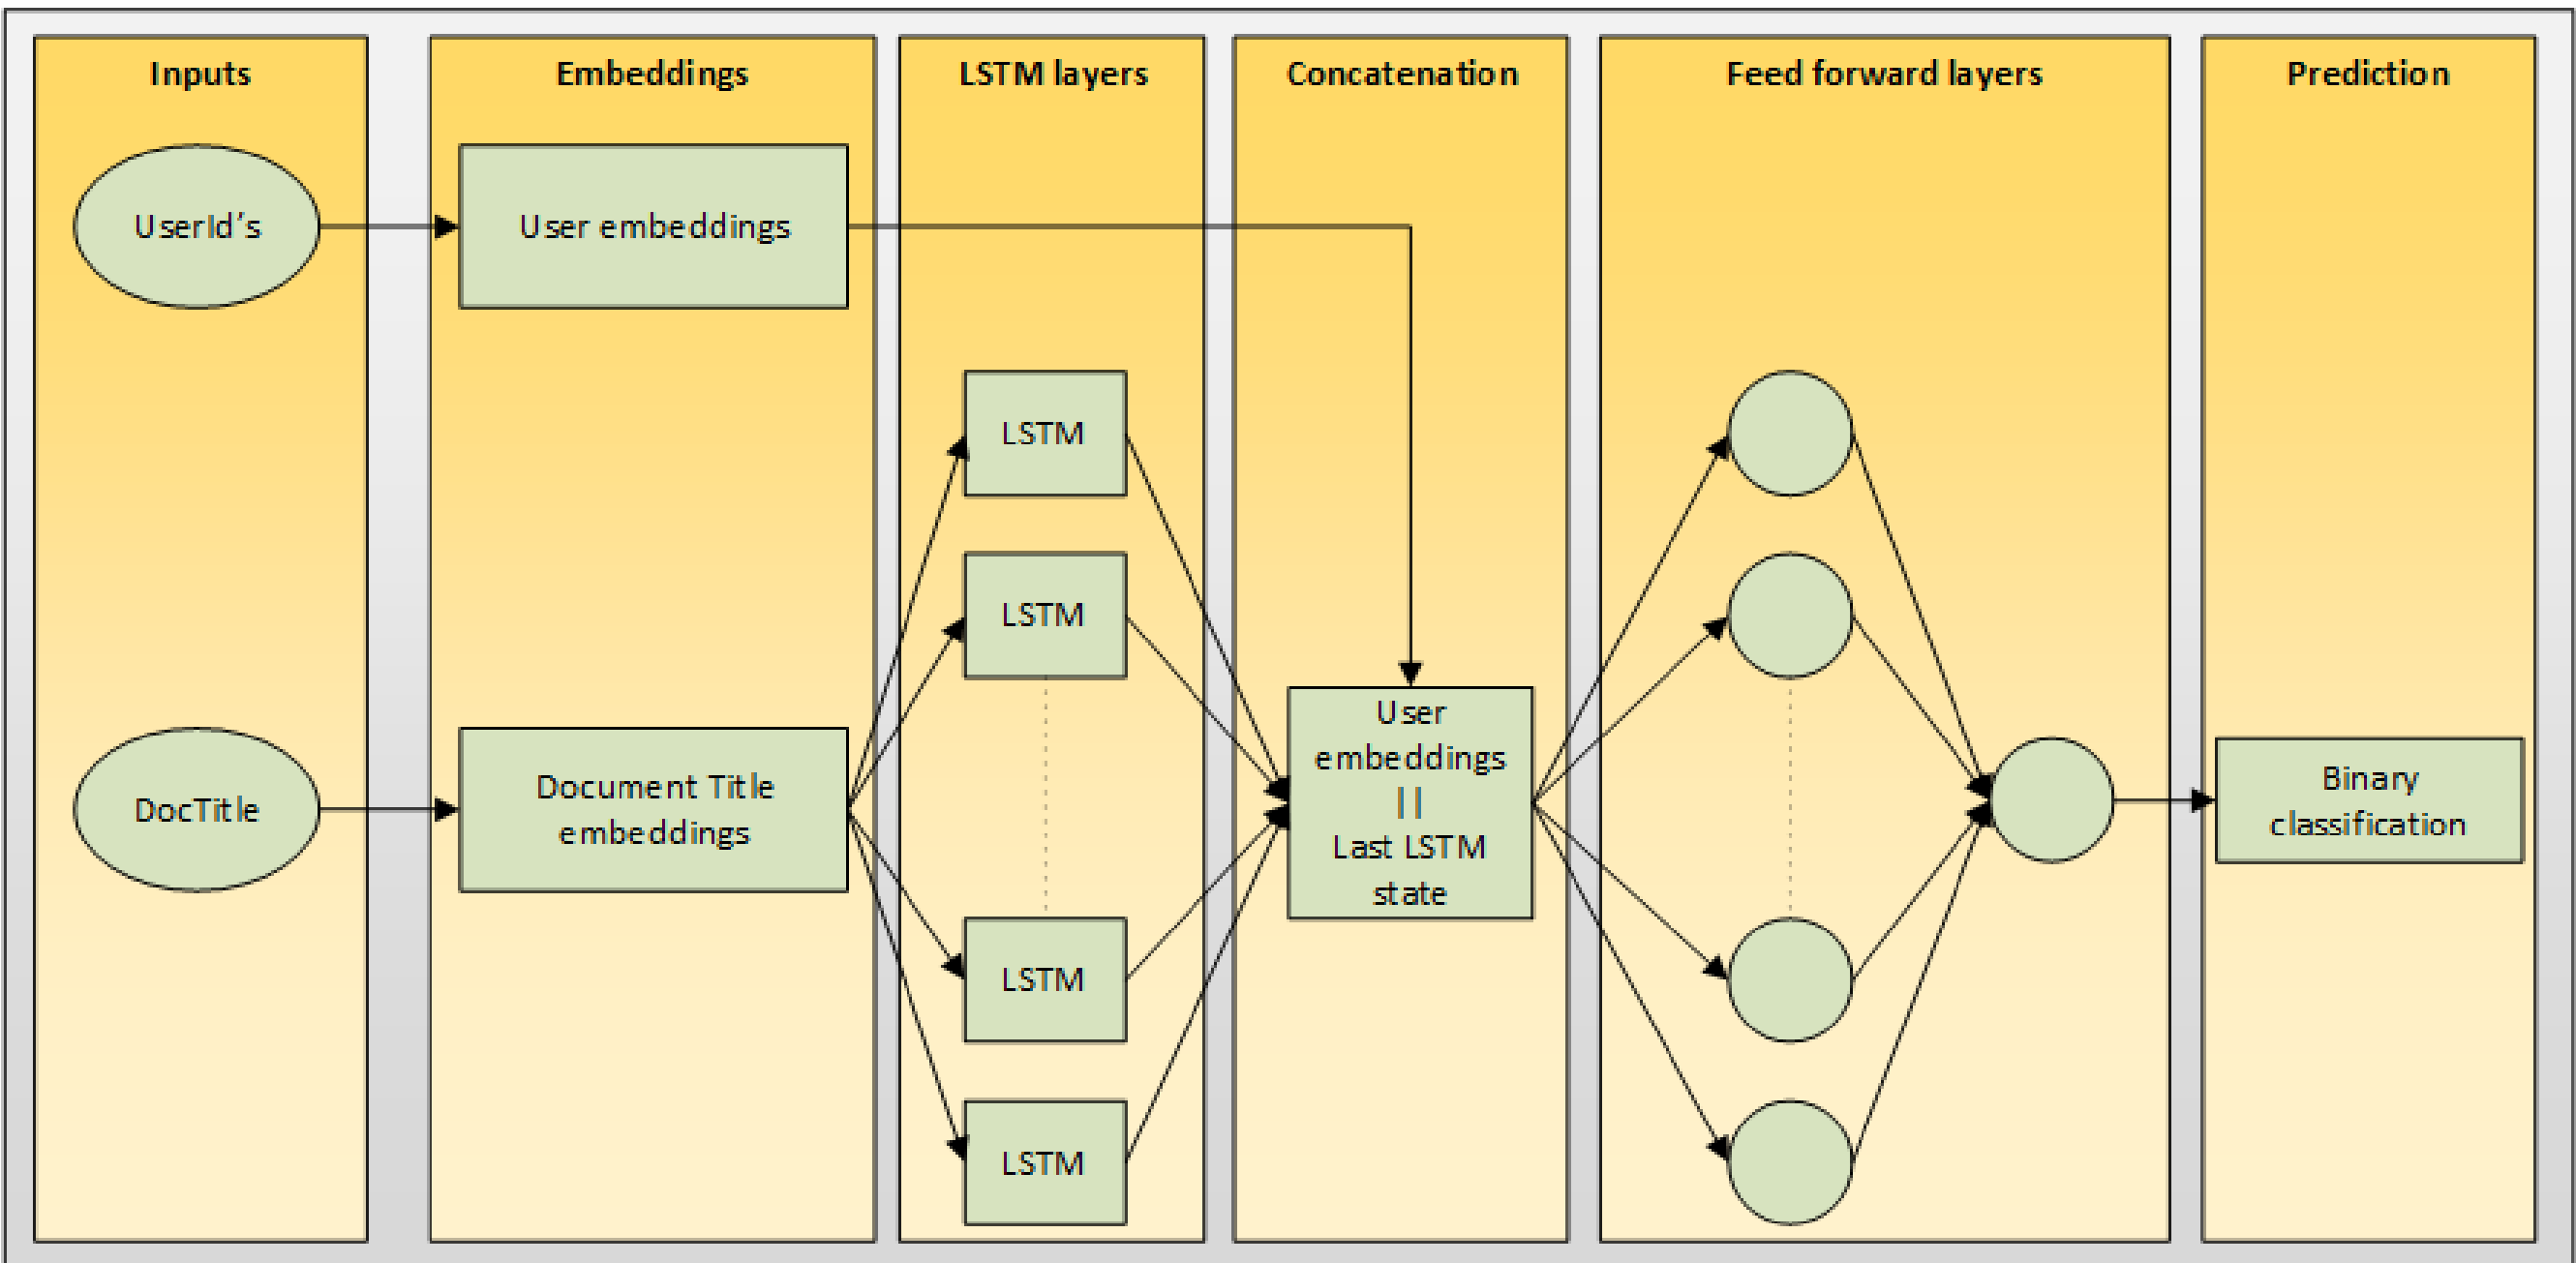 Inputs
Embeddings
LSTM layers
Concatenation
Feed forward layers
Prediction
UserId’s
User embeddings
LSTM
LSTM
DocTitle
Document Title
embeddings
User
embeddings
||
Last LSTM
state
Binary
classification
LSTM
LSTM